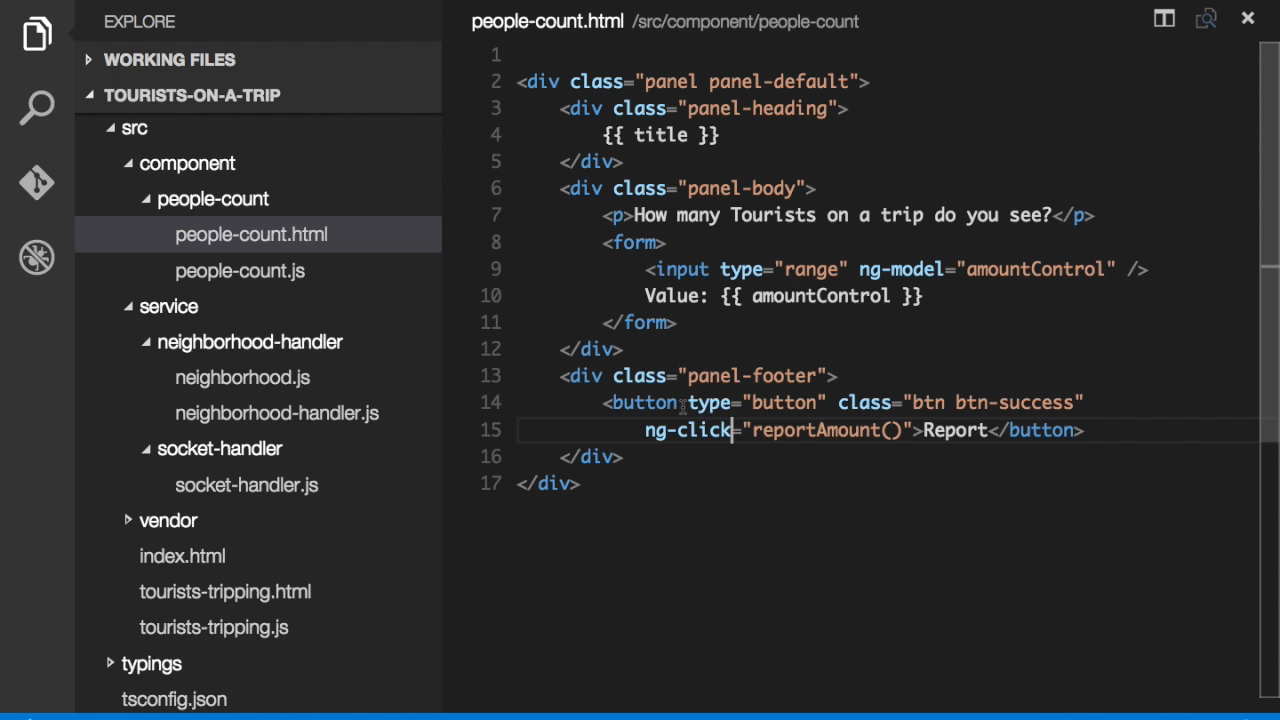 EXPLORE
WORKING FILES
TOURISTS-ON-A-TRIP
src
component
people-count
people-count.html
people-count.js
service
neighborhood-handler
neighborhood.js
neighborhood-handler.js
socket-handler
socket-handler.js
vendor
index.html
tourists-tripping.html
tourists-tripping.js
typings
tsconfig.json
people-count.html /src/component/people-count
1
2 <div class="panel panel-default">
3 <div class="panel-heading">
4 {{ title }}
5 </div>
6 <div class="panel-body">
7 <p>How many Tourists on a trip do you see?</p>
8 <form>
9 <input type="range" ng-model="amountControl" />
10 Value: {{ amountControl }}
11 </form>
12 </div>
13 <div class="panel-footer">
14 <button type="button" class="btn btn-success"
15 ng-click="reportAmount()">Report</button>
16 </div>
17 </div>